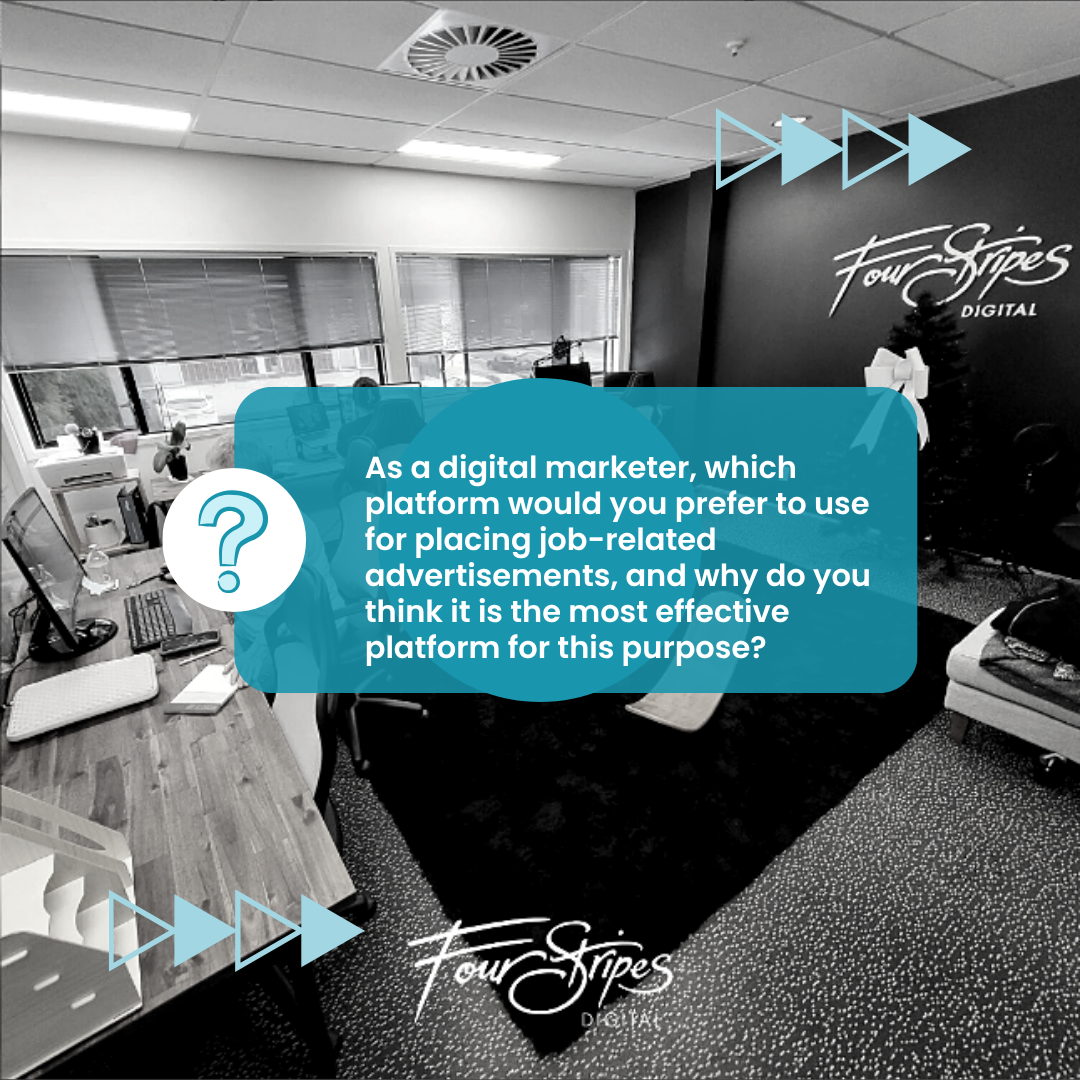 Four Stripes
DIGITAL
?
As a digital marketer, which
platform would you prefer to use
for placing job-related
advertisements, and why do you
think it is the most effective
platform for this purpose?
Four Stripes
DIGITAL